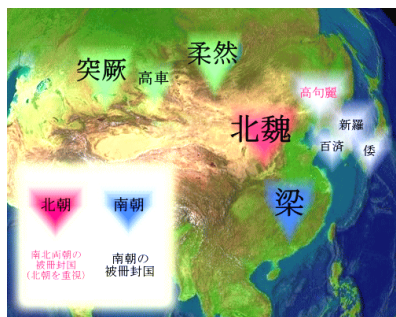 突厥
高車
柔然
高句麗
北魏
新羅
百済
倭
梁
北朝
南朝
南北両朝の
被冊封国
（北朝を重視）
南朝の
被冊封国